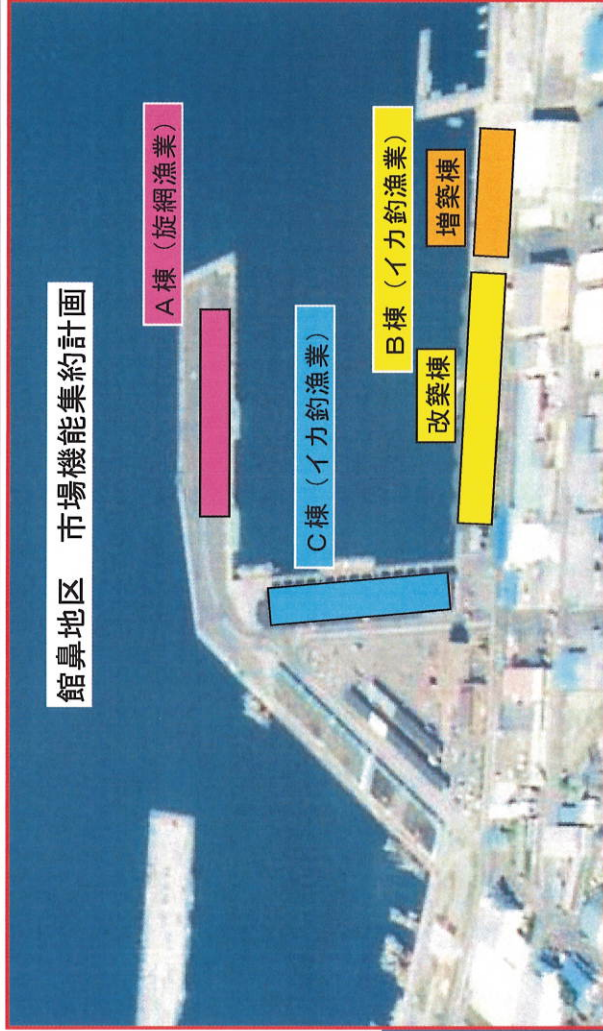 館鼻地区　市場機能集約計画
A棟（旋網漁業）
C棟（イカ釣漁業）
B棟（イカ釣漁業）
改築棟
増築棟